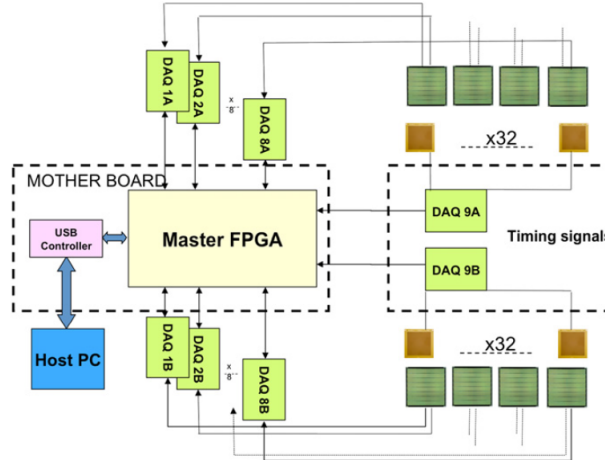 DAQ 1A
DAQ 2A
x
8
DAQ 8A
x32
MOTHER BOARD
USB
Controller
Master FPGA
DAQ 9A
Timing signals
DAQ 9B
Host PC
DAQ 1B
DAQ 2B
x
8
DAQ 8B
x32